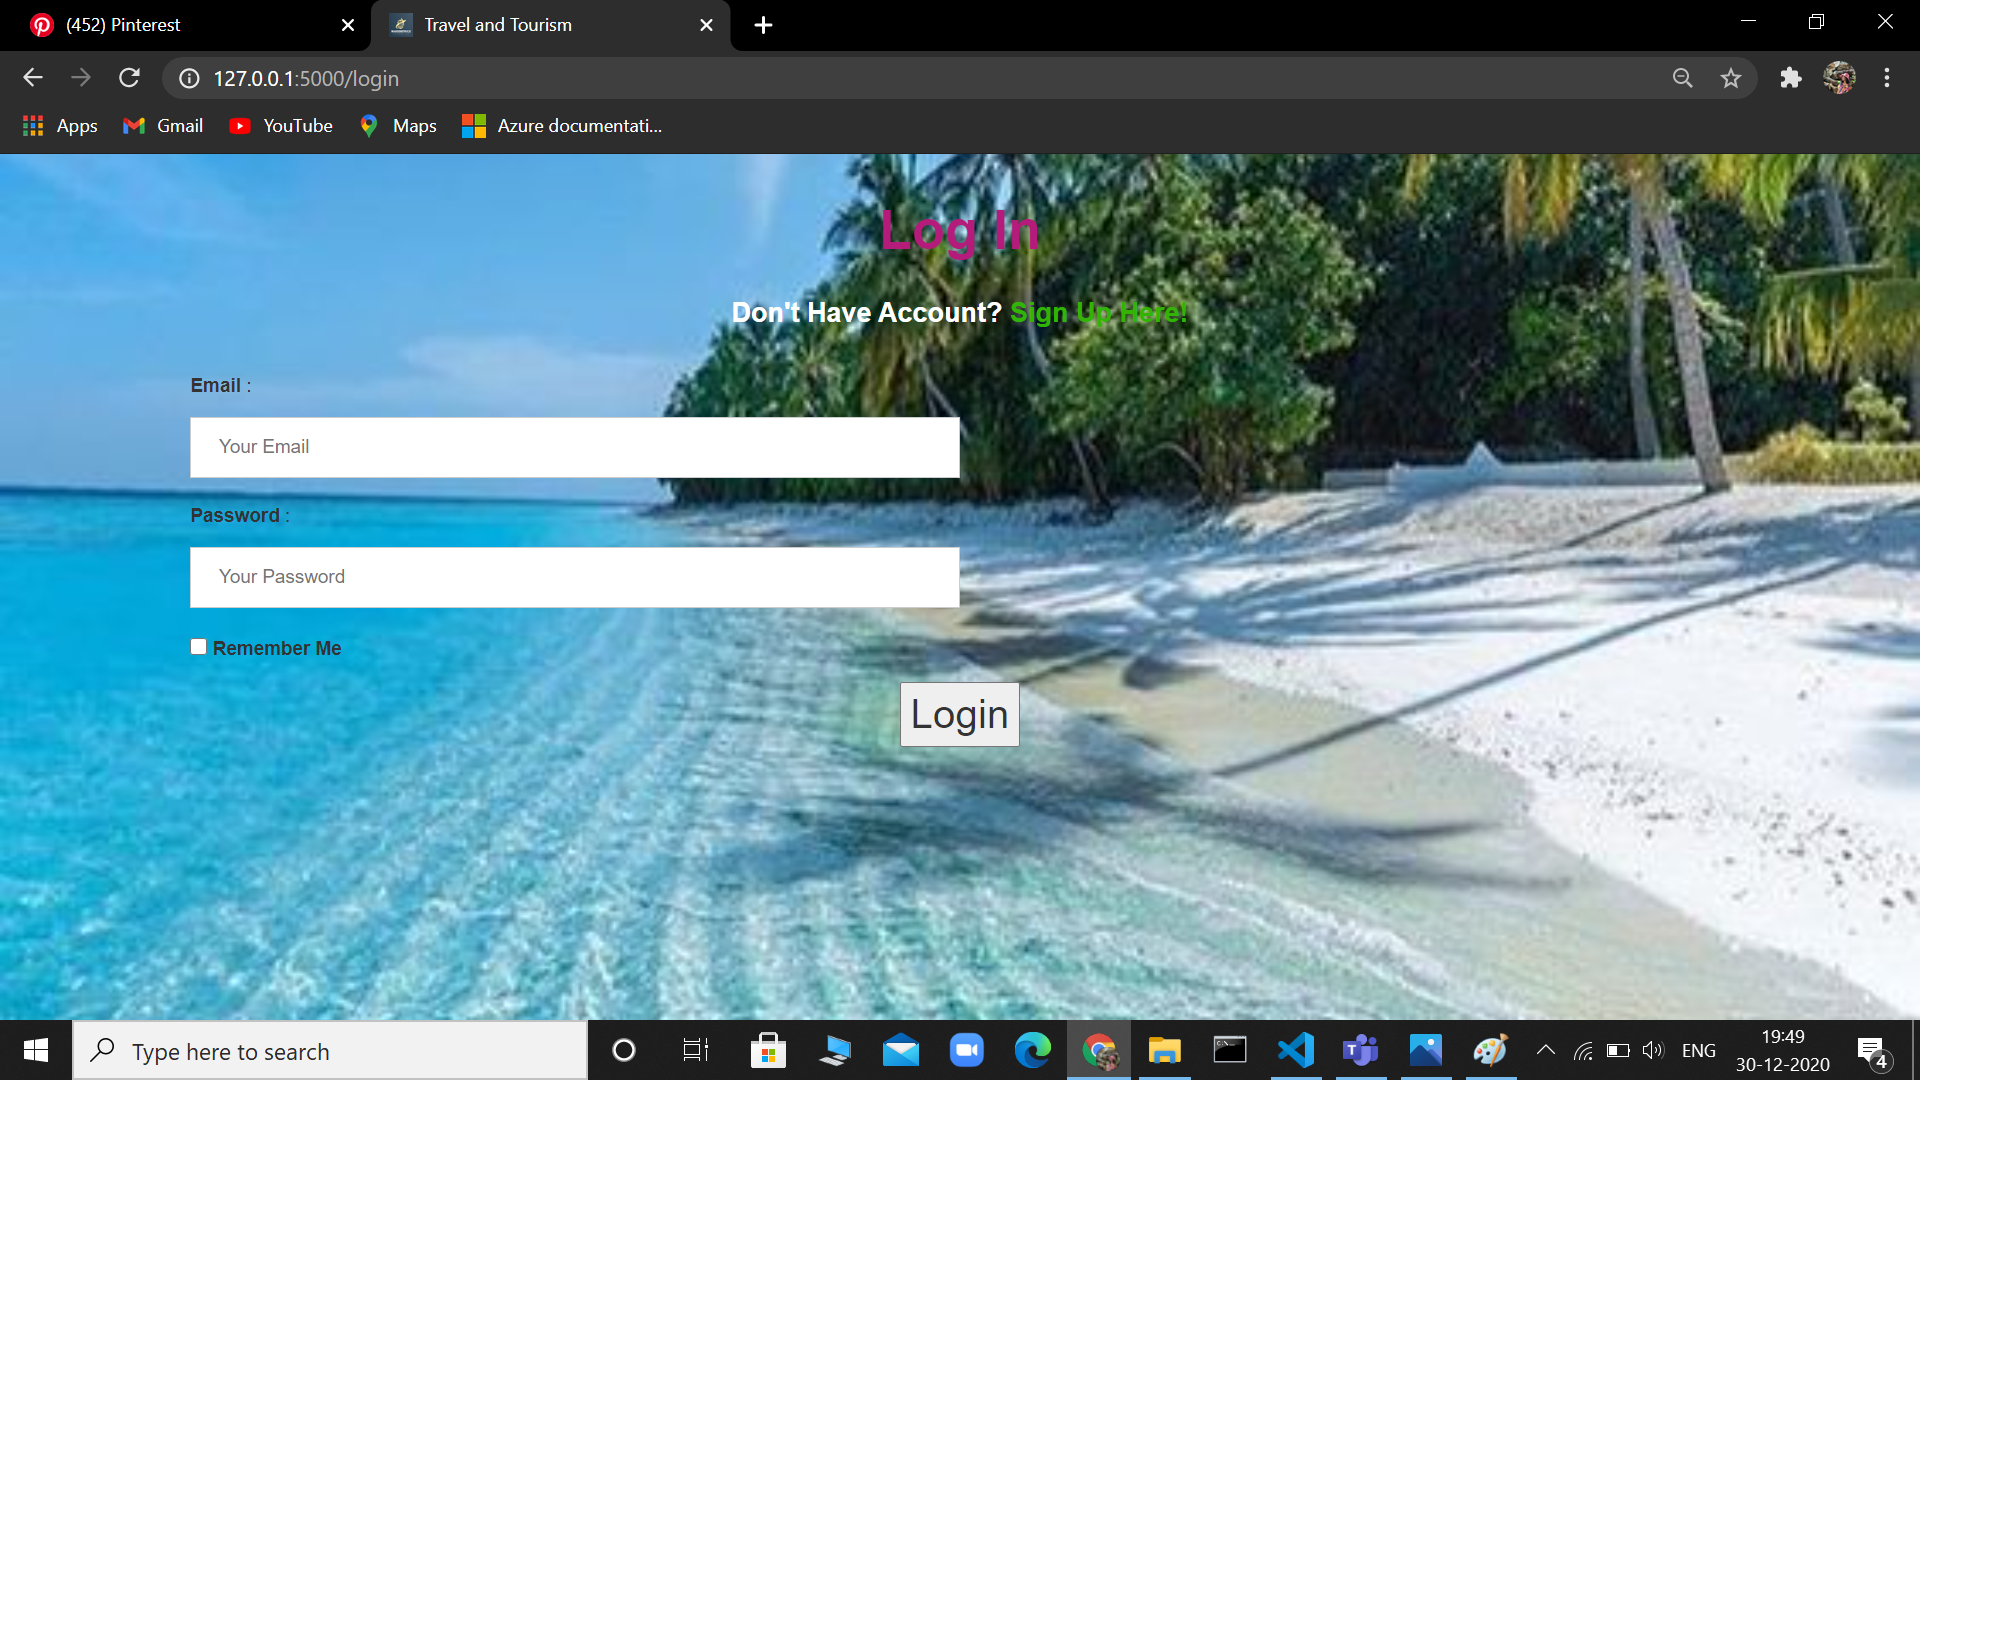 (452) Pinterest
Travel and Tourism
127.0.0.1:5000/login
Apps
Gmail
YouTube
Maps
Azure documentati...
Log In
Don't Have Account? Sign Up Here!
Email :
Your Email
Password :
Your Password
Remember Me
Login
Type here to search
ENG
19:49
30-12-2020
4